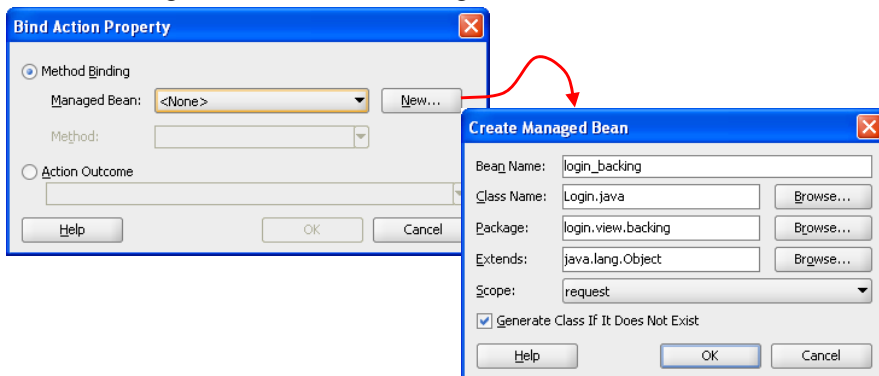 Bind Action Property
Method Binding
Managed Bean: <None> New...
Method:
Action Outcome
Help OK Cancel
Create Managed Bean
Bean Name: login_backing
Class Name: Login.java Browse...
Package: login.view.backing Browse...
Extends: java.lang.Object Browse...
Scope: request
Generate Class If It Does Not Exist
Help OK Cancel